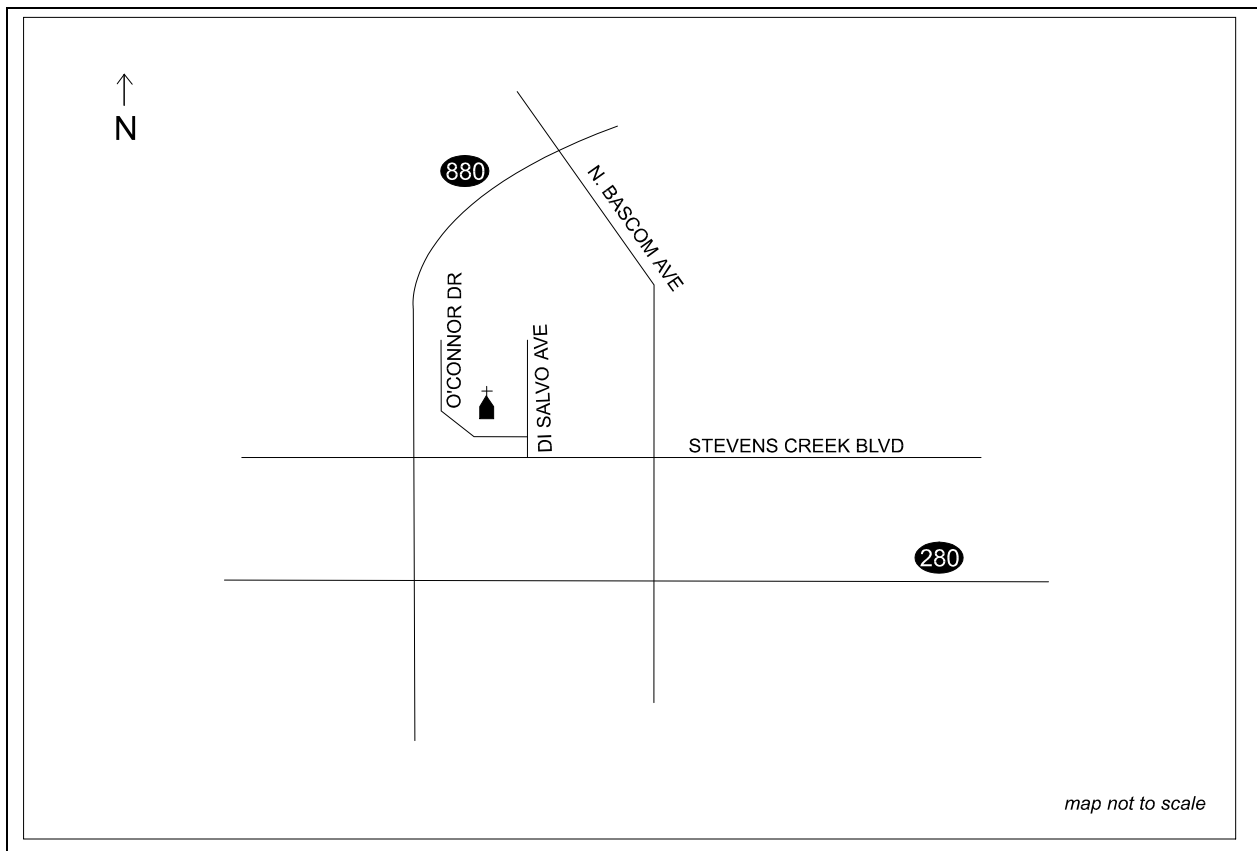 N
880
N. BASCOM AVE
O'CONNOR DR
DI SALVO AVE
STEVENS CREEK BLVD
280
map not to scale